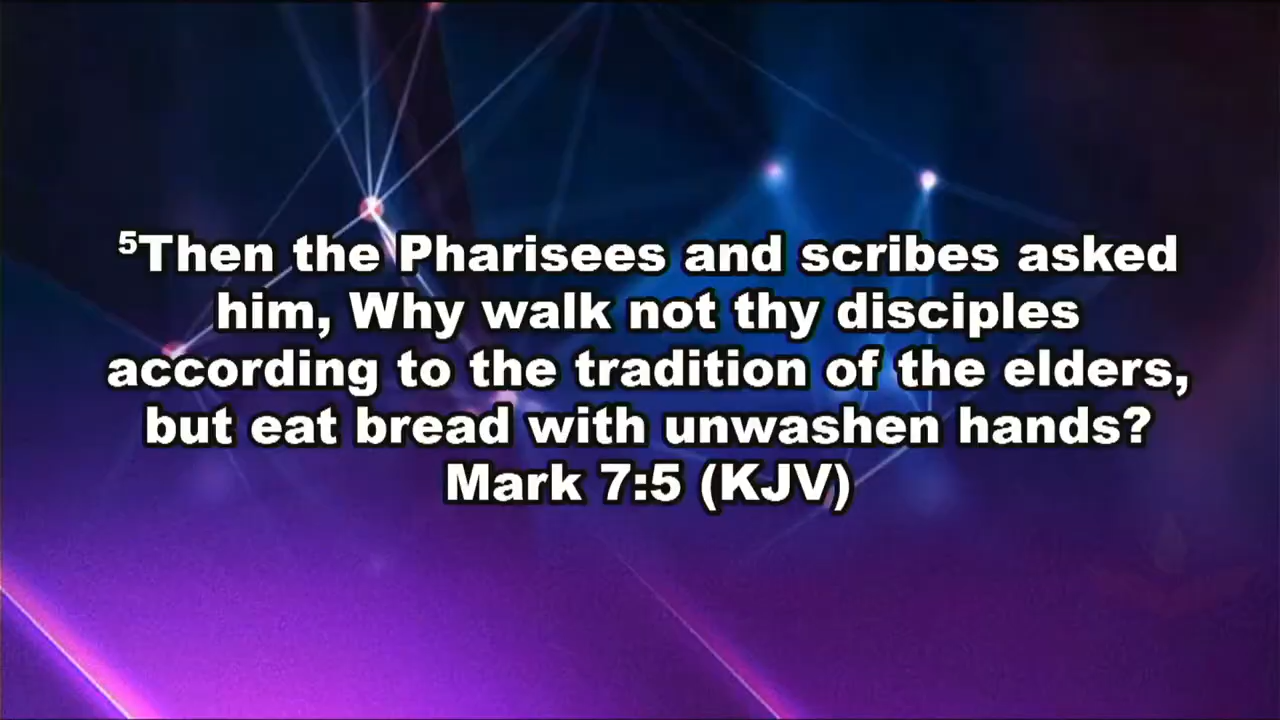 ⁵Then the Pharisees and scribes asked
him, Why walk not thy disciples
according to the tradition of the elders,
but eat bread with unwashen hands?
Mark 7:5 (KJV)